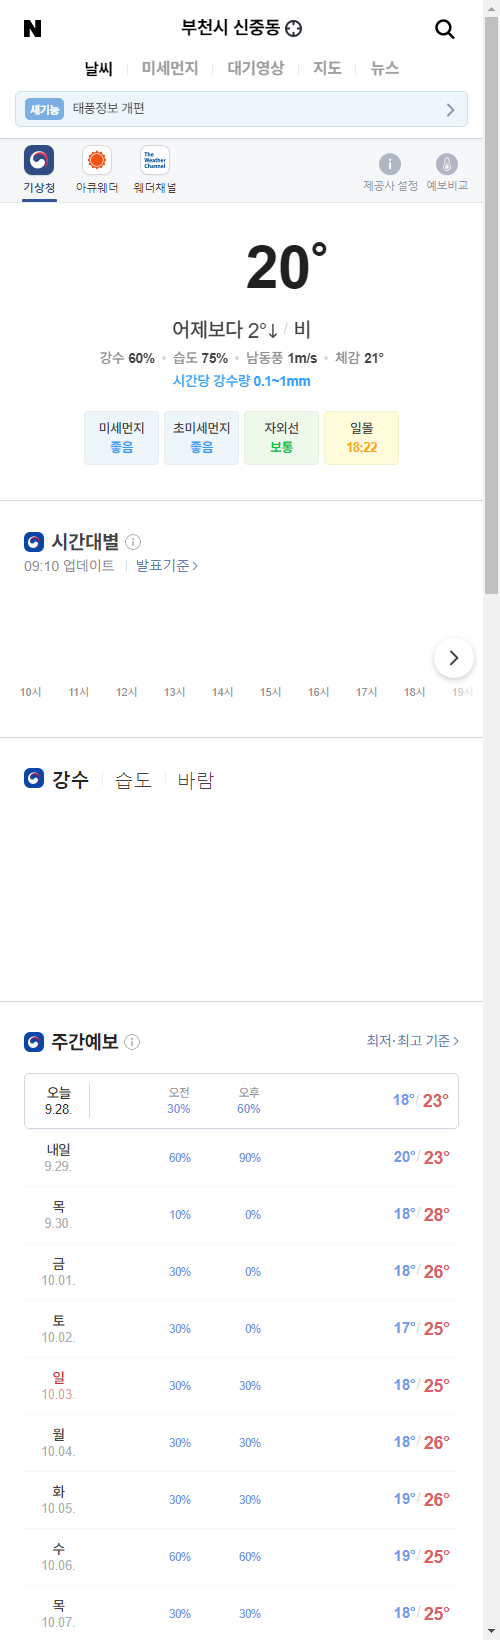 N
부천시 신중동
날씨 미세먼지 대기영상 지도 뉴스
새기능 태풍정보 개편
The Weather Channel
기상청 아큐웨더 웨더채널 제공사 설정 예보비교
20°
어제보다 2°↓ / 비
강수 60% 습도 75% 남동풍 1m/s 체감 21°
시간당 강수량 0.1~1mm
미세먼지 초미세먼지 자외선 일몰
좋음 좋음 보통 18:22
시간대별
09:10 업데이트 발표기준
10시 11시 12시 13시 14시 15시 16시 17시 18시 19시
강수 습도 바람
주간예보 최저·최고 기준
오늘 오전 오후
9.28. 30% 60% 18°/ 23°
내일
9.29. 60% 90% 20°/ 23°
목
9.30. 10% 0% 18°/ 28°
금
10.01. 30% 0% 18°/ 26°
토
10.02. 30% 0% 17°/ 25°
일
10.03. 30% 30% 18°/ 25°
월
10.04. 30% 30% 18°/ 26°
화
10.05. 30% 30% 19°/ 26°
수
10.06. 60% 60% 19°/ 25°
목
10.07. 30% 30% 18°/ 25°